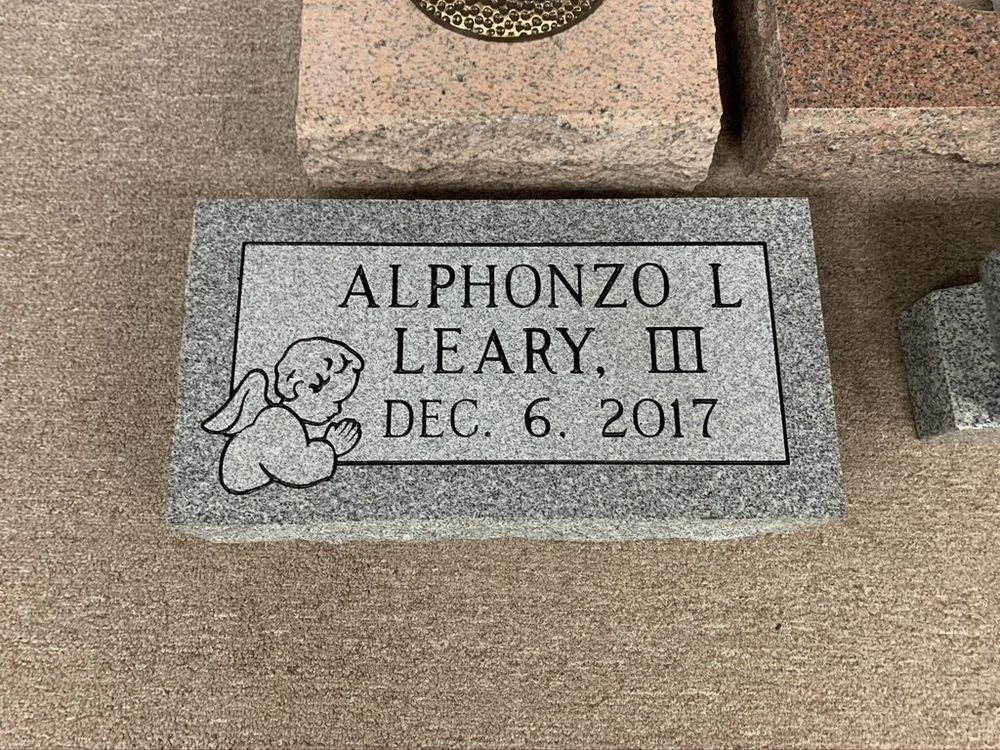 ALPHONZO L
LEARY, III
DEC. 6, 2017